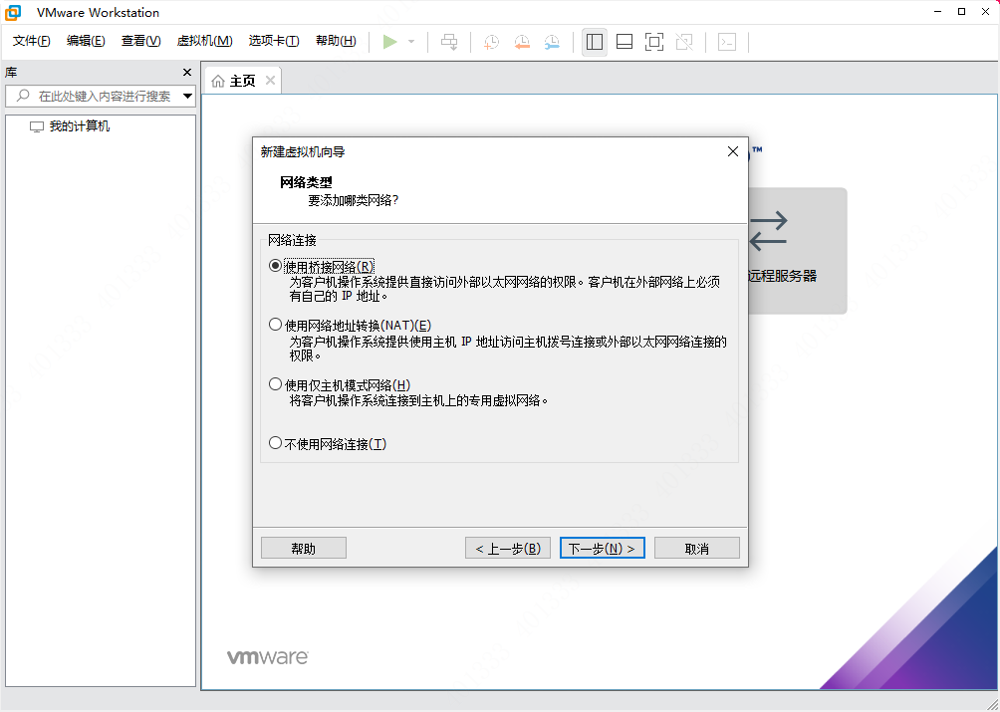 VMware Workstation
文件(F) 编辑(E) 查看(V) 虚拟机(M) 选项卡(T) 帮助(H)
库
主页
在此处键入内容进行搜索
我的计算机
™
新建虚拟机向导
网络类型
要添加哪类网络?
远程服务器
网络连接
使用桥接网络(R)
为客户机操作系统提供直接访问外部以太网网络的权限。客户机在外部网络上必须
有自己的 IP 地址。
使用网络地址转换(NAT)(E)
为客户机操作系统提供使用主机 IP 地址访问主机拨号连接或外部以太网网络连接的
权限。
使用仅主机模式网络(H)
将客户机操作系统连接到主机上的专用虚拟网络。
不使用网络连接(T)
帮助 < 上一步(B) 下一步(N) > 取消
vmware